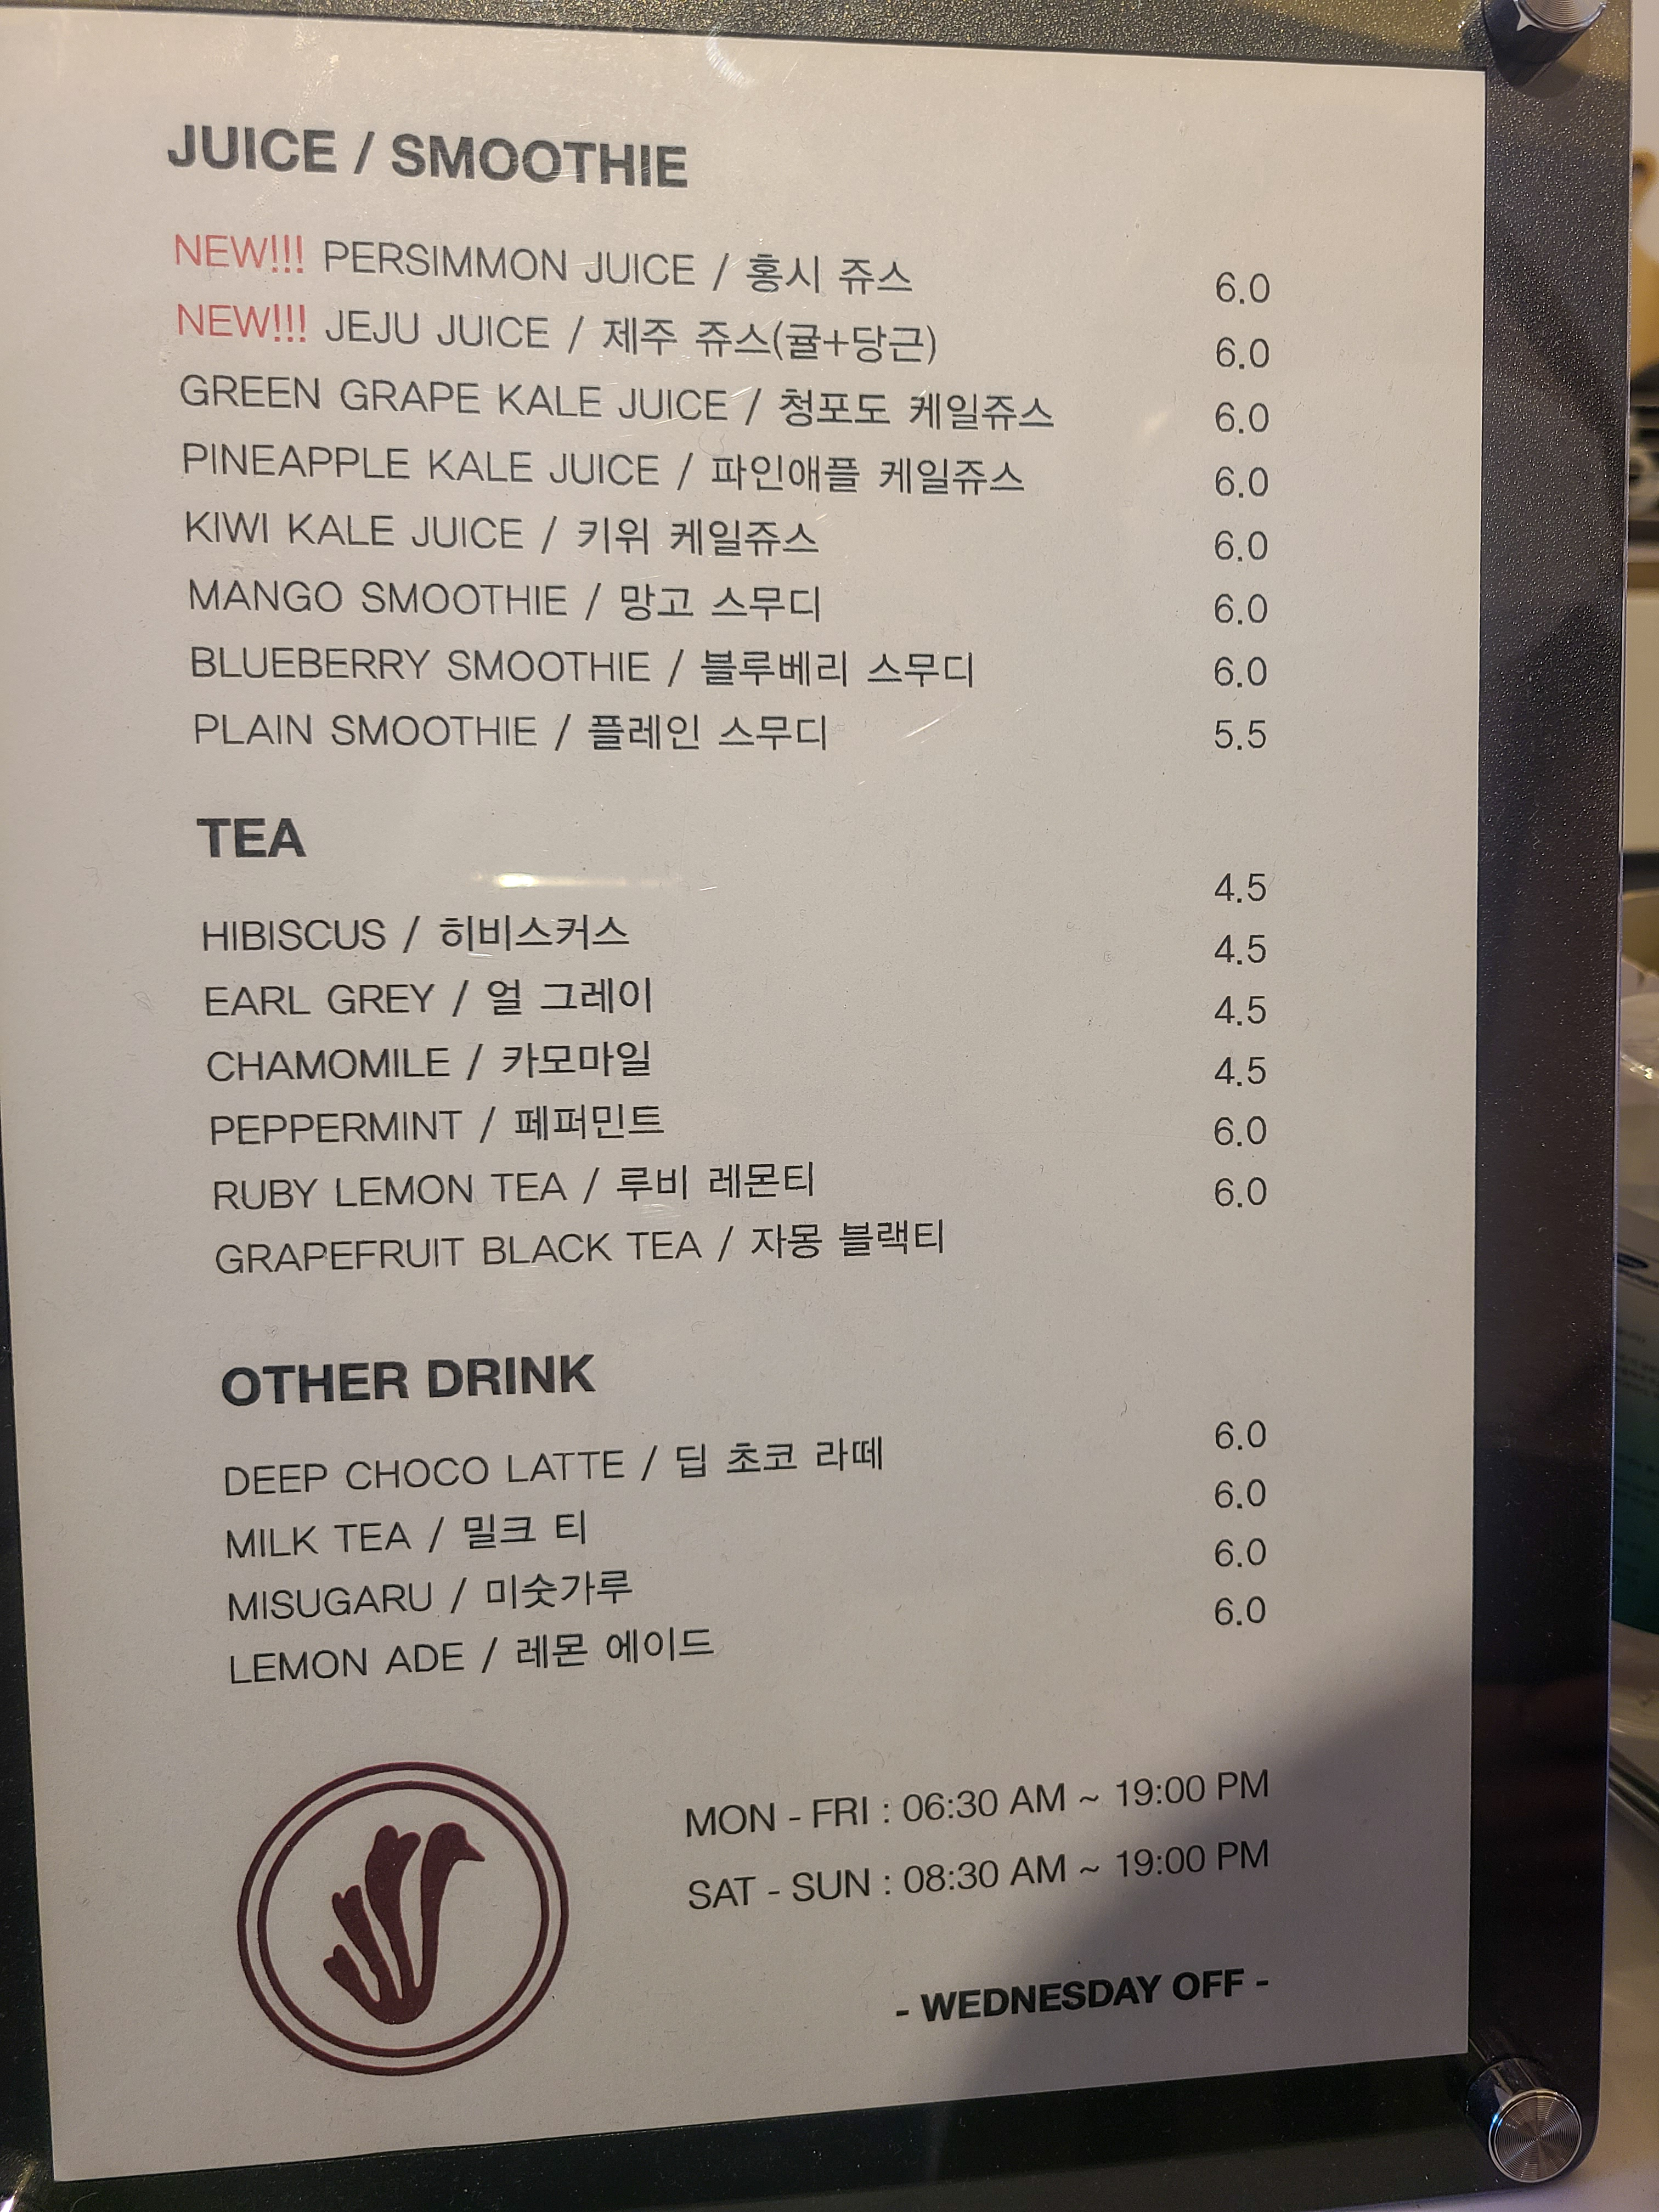 JUICE / SMOOTHIE
NEW!!! PERSIMMON JUICE / 홍시 쥬스 6.0
NEW!!! JEJU JUICE / 제주 쥬스(귤+당근) 6.0
GREEN GRAPE KALE JUICE / 청포도 케일쥬스 6.0
PINEAPPLE KALE JUICE / 파인애플 케일쥬스 6.0
KIWI KALE JUICE / 키위 케일쥬스 6.0
MANGO SMOOTHIE / 망고 스무디 6.0
BLUEBERRY SMOOTHIE / 블루베리 스무디 6.0
PLAIN SMOOTHIE / 플레인 스무디 5.5
TEA
HIBISCUS / 히비스커스 4.5
EARL GREY / 얼 그레이 4.5
CHAMOMILE / 카모마일 4.5
PEPPERMINT / 페퍼민트 4.5
RUBY LEMON TEA / 루비 레몬티 6.0
GRAPEFRUIT BLACK TEA / 자몽 블랙티 6.0
OTHER DRINK
DEEP CHOCO LATTE / 딥 초코 라떼 6.0
MILK TEA / 밀크 티 6.0
MISUGARU / 미숫가루 6.0
LEMON ADE / 레몬 에이드 6.0
MON - FRI : 06:30 AM ~ 19:00 PM
SAT - SUN : 08:30 AM ~ 19:00 PM
- WEDNESDAY OFF -